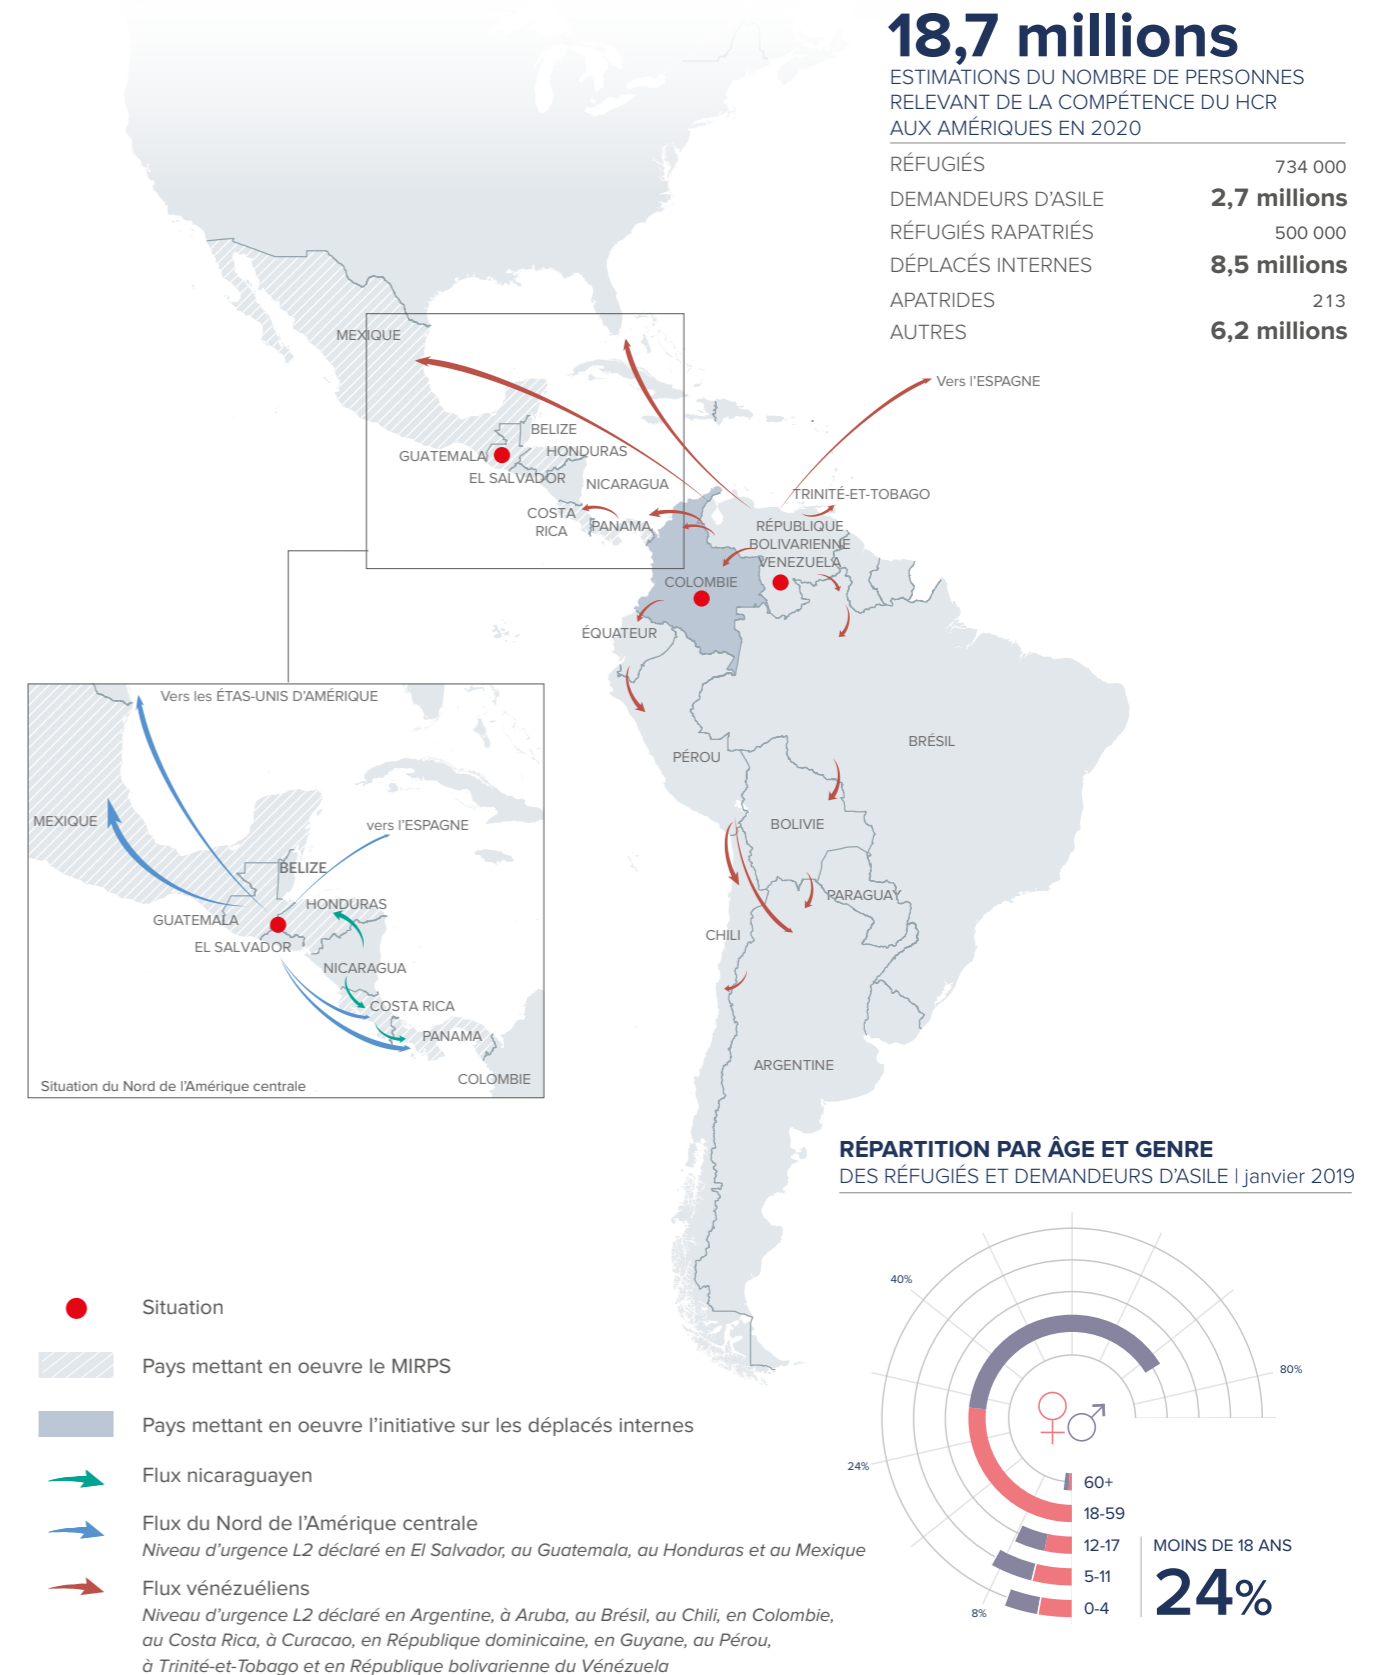 18,7 millions
ESTIMATIONS DU NOMBRE DE PERSONNES
RELEVANT DE LA COMPÉTENCE DU HCR
AUX AMÉRIQUES EN 2020
RÉFUGIÉS 734 000
DEMANDEURS D'ASILE 2,7 millions
RÉFUGIÉS RAPATRIÉS 500 000
DÉPLACÉS INTERNES 8,5 millions
APATRIDES 213
AUTRES 6,2 millions
MEXIQUE
Vers l'ESPAGNE
BELIZE
GUATEMALA
HONDURAS
EL SALVADOR
NICARAGUA
COSTA
RICA
PANAMA
TRINITÉ-ET-TOBAGO
RÉPUBLIQUE
BOLIVARIENNE
VENEZUELA
COLOMBIE
ÉQUATEUR
PÉROU
BRÉSIL
BOLIVIE
PARAGUAY
CHILI
ARGENTINE
Vers les ÉTAS-UNIS D'AMÉRIQUE
MEXIQUE
vers l'ESPAGNE
BELIZE
HONDURAS
GUATEMALA
EL SALVADOR
NICARAGUA
COSTA RICA
PANAMA
COLOMBIE
Situation du Nord de l'Amérique centrale
RÉPARTITION PAR ÂGE ET GENRE
DES RÉFUGIÉS ET DEMANDEURS D'ASILE | janvier 2019
40%
80%
24%
8%
60+
18-59
12-17
5-11
0-4
MOINS DE 18 ANS
24%
Situation
Pays mettant en oeuvre le MIRPS
Pays mettant en oeuvre l'initiative sur les déplacés internes
Flux nicaraguayen
Flux du Nord de l'Amérique centrale
Niveau d'urgence L2 déclaré en El Salvador, au Guatemala, au Honduras et au Mexique
Flux vénézuéliens
Niveau d'urgence L2 déclaré en Argentine, à Aruba, au Brésil, au Chili, en Colombie,
au Costa Rica, à Curacao, en République dominicaine, en Guyane, au Pérou,
à Trinité-et-Tobago et en République bolivarienne du Vénézuela